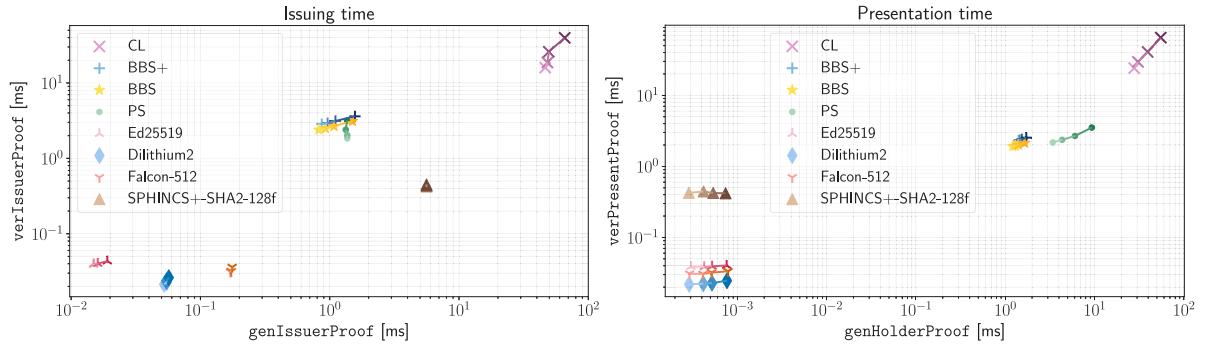 Issuing time
verIssuerProof [ms]
10^1
10^0
10^-1
CL
BBS+
BBS
PS
Ed25519
Dilithium2
Falcon-512
SPHINCS+-SHA2-128f
10^-2 10^-1 10^0 10^1 10^2
genIssuerProof [ms]
Presentation time
verPresentProof [ms]
10^1
10^0
10^-1
CL
BBS+
BBS
PS
Ed25519
Dilithium2
Falcon-512
SPHINCS+-SHA2-128f
10^-3 10^-2 10^-1 10^0 10^1 10^2
genHolderProof [ms]